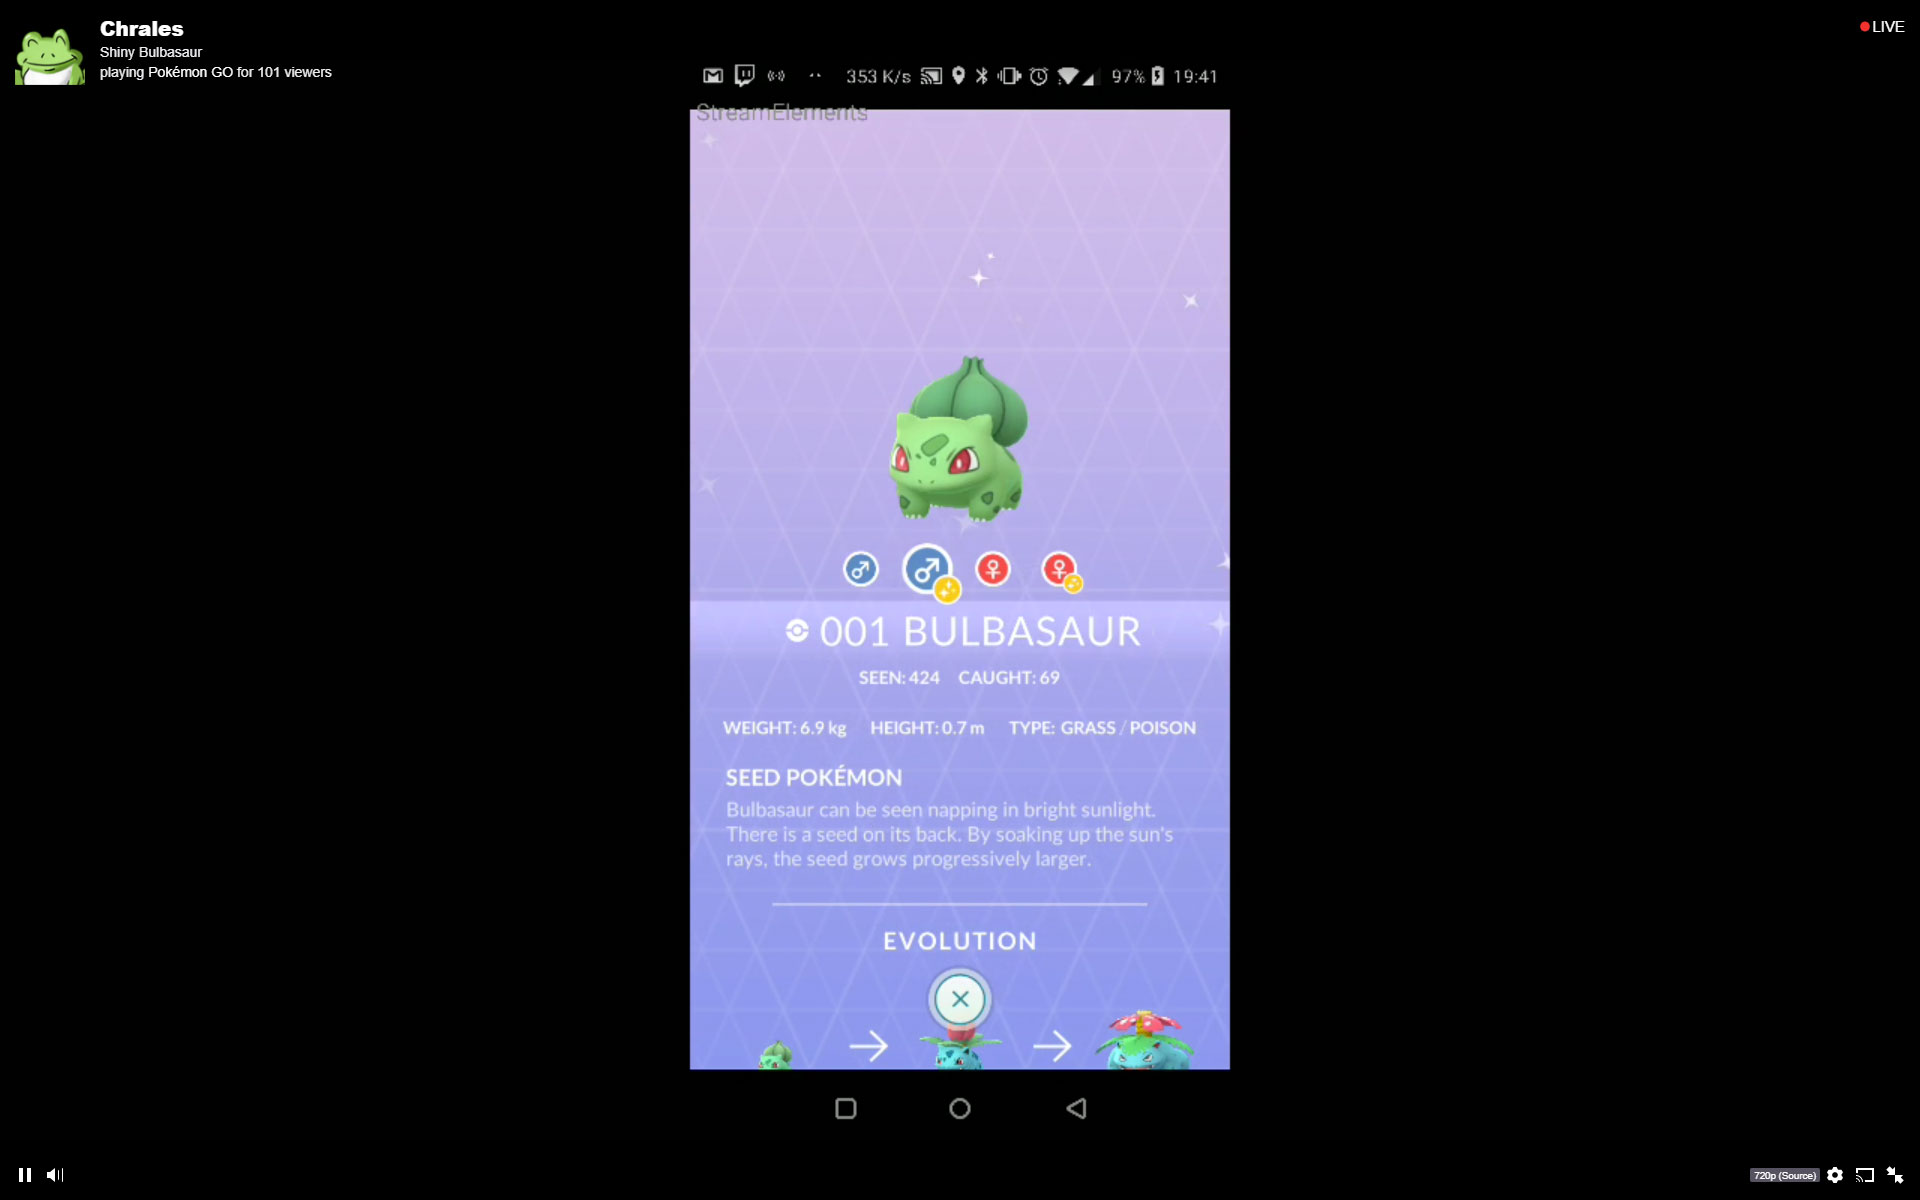 Chrales
Shiny Bulbasaur
playing Pokémon GO for 101 viewers
LIVE
353 K/s 97% 19:41
StreamElements
001 BULBASAUR
SEEN: 424 CAUGHT: 69
WEIGHT: 6.9 kg HEIGHT: 0.7 m TYPE: GRASS / POISON
SEED POKÉMON
Bulbasaur can be seen napping in bright sunlight.
There is a seed on its back. By soaking up the sun's
rays, the seed grows progressively larger.
EVOLUTION
720p (Source)